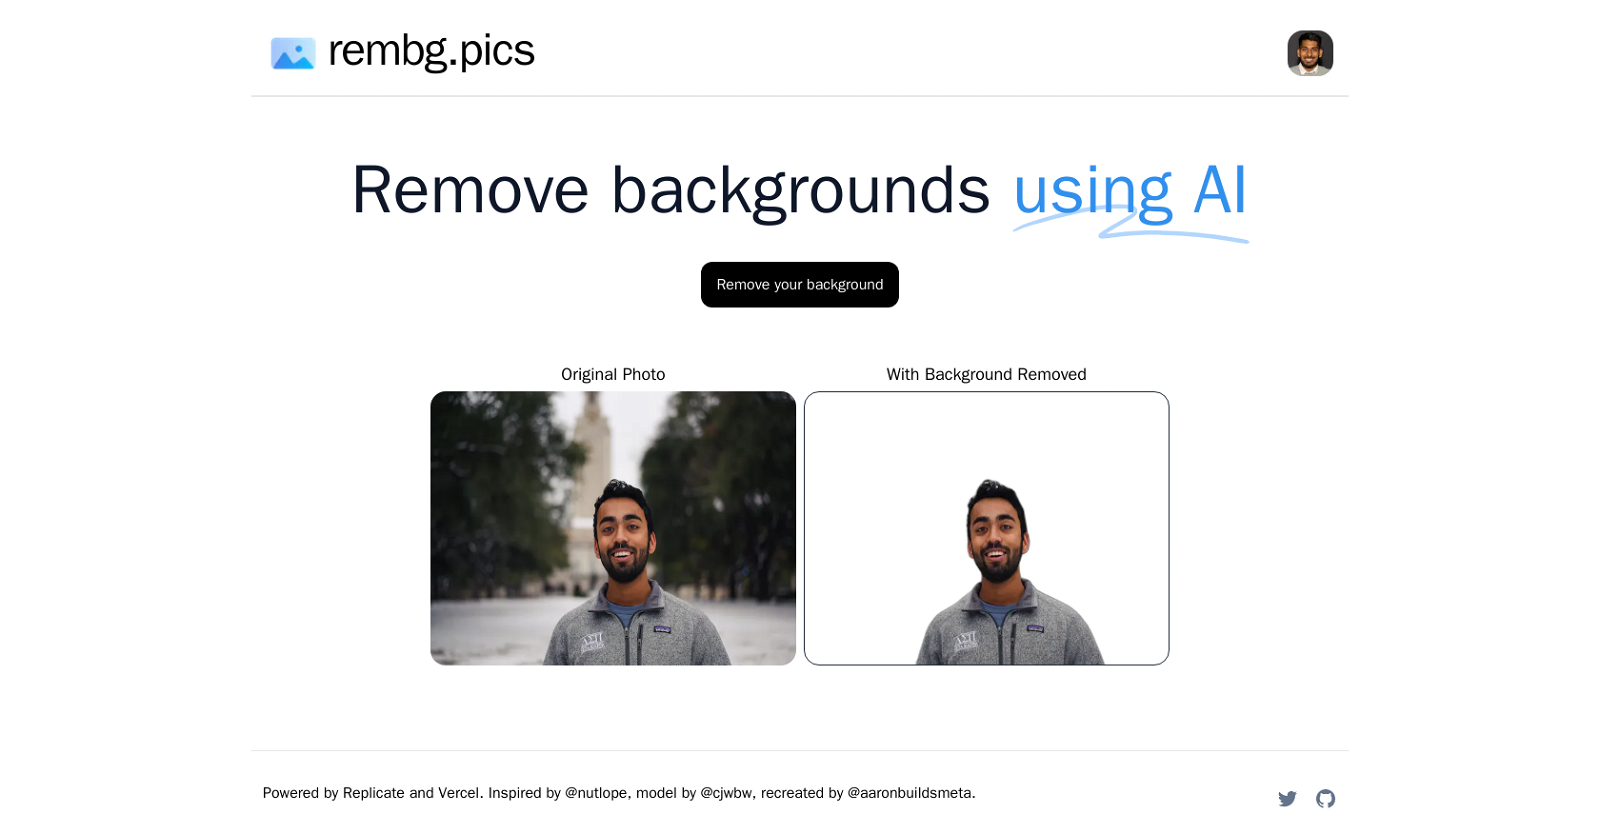 rembg.pics
Remove backgrounds using AI
Remove your background
Original Photo
With Background Removed
Powered by Replicate and Vercel. Inspired by @nutlope, model by @cjwbw, recreated by @aaronbuildsmeta.